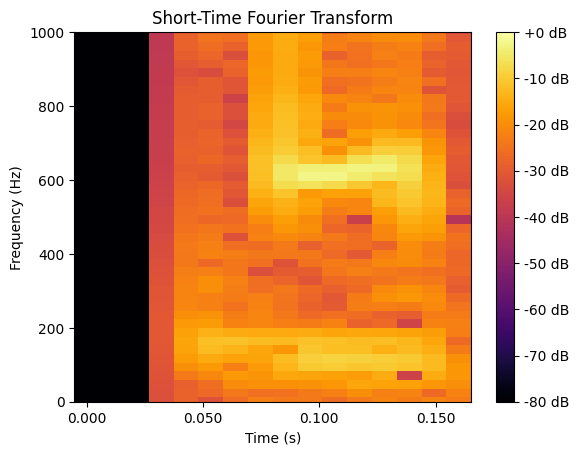 Short-Time Fourier Transform
1000
800
600
400
200
0
Frequency (Hz)
0.000
0.050
0.100
0.150
Time (s)
+0 dB
-10 dB
-20 dB
-30 dB
-40 dB
-50 dB
-60 dB
-70 dB
-80 dB